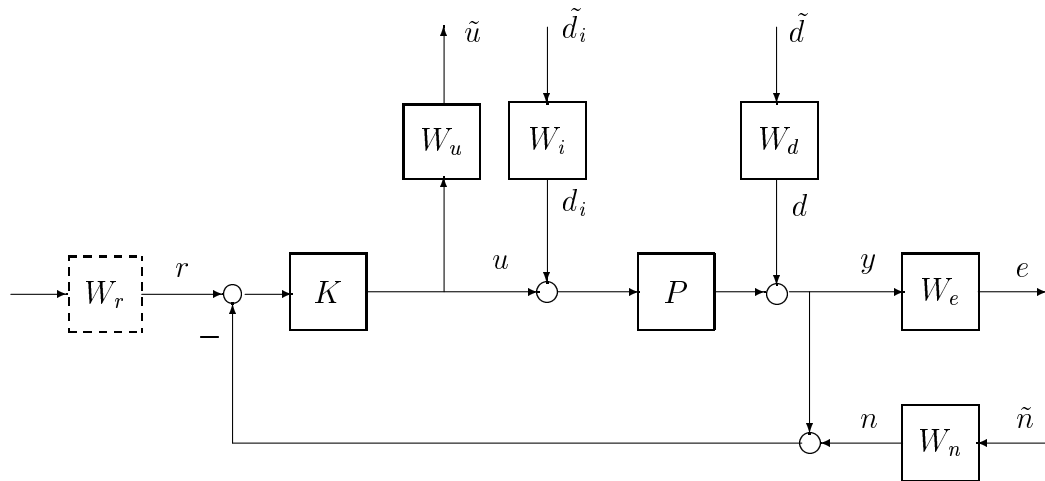 ũ d̃_i d̃
W_u W_i W_d
d_i d
r u y e
W_r K P W_e
−
n ñ
W_n